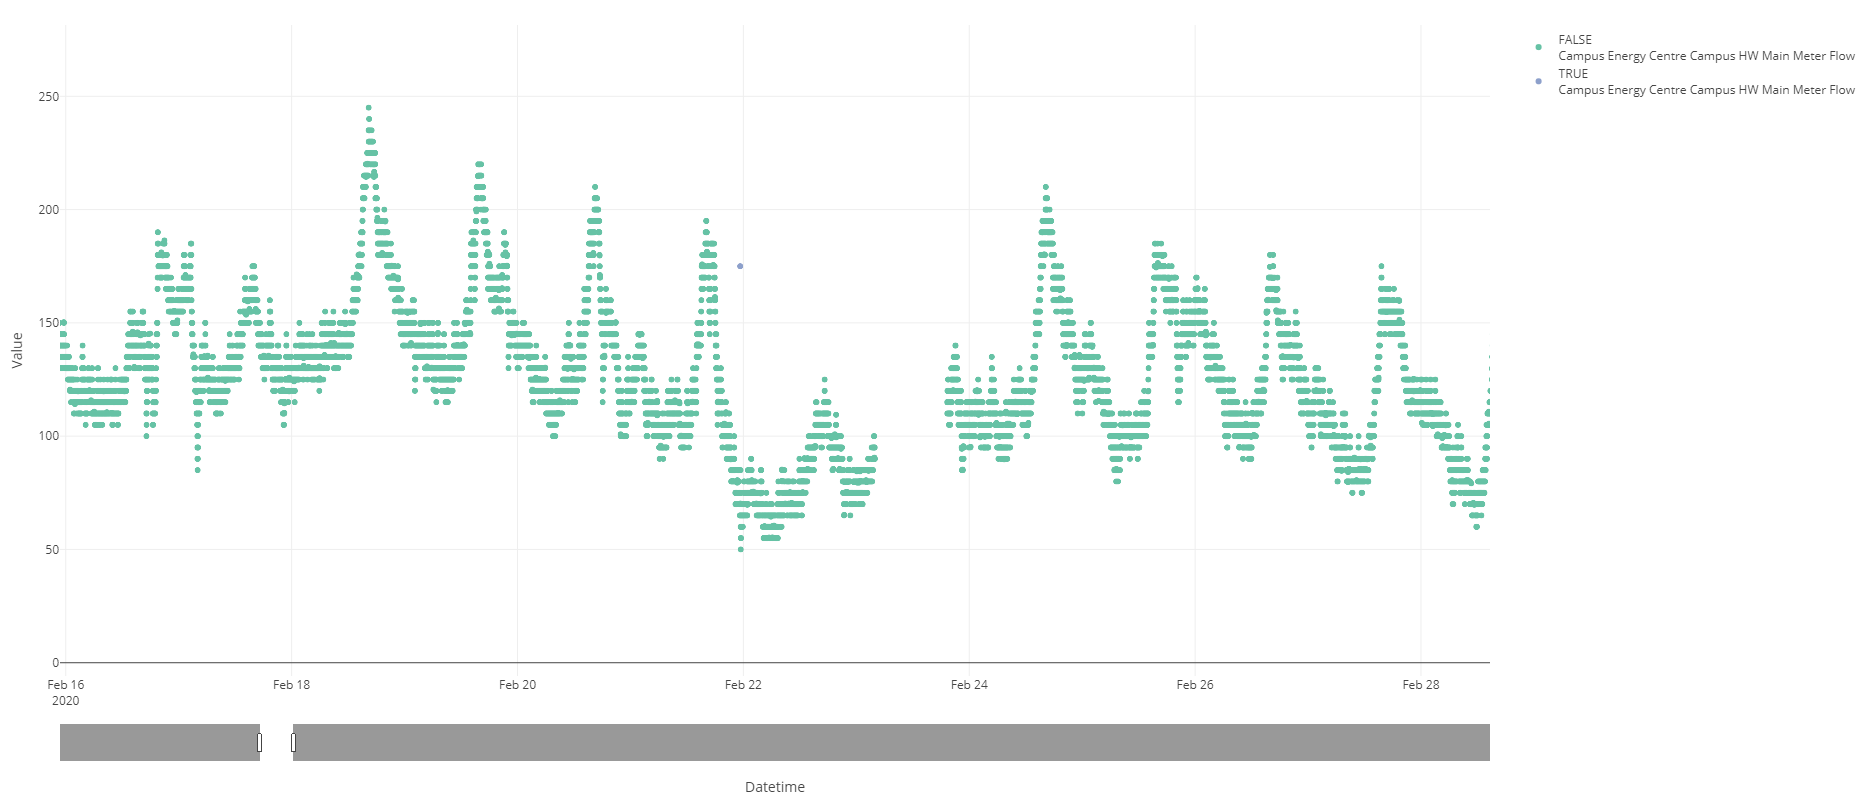 FALSE
Campus Energy Centre Campus HW Main Meter Flow
TRUE
Campus Energy Centre Campus HW Main Meter Flow
250
200
150
100
50
0
Value
Feb 16 Feb 18 Feb 20 Feb 22 Feb 24 Feb 26 Feb 28
2020
Datetime